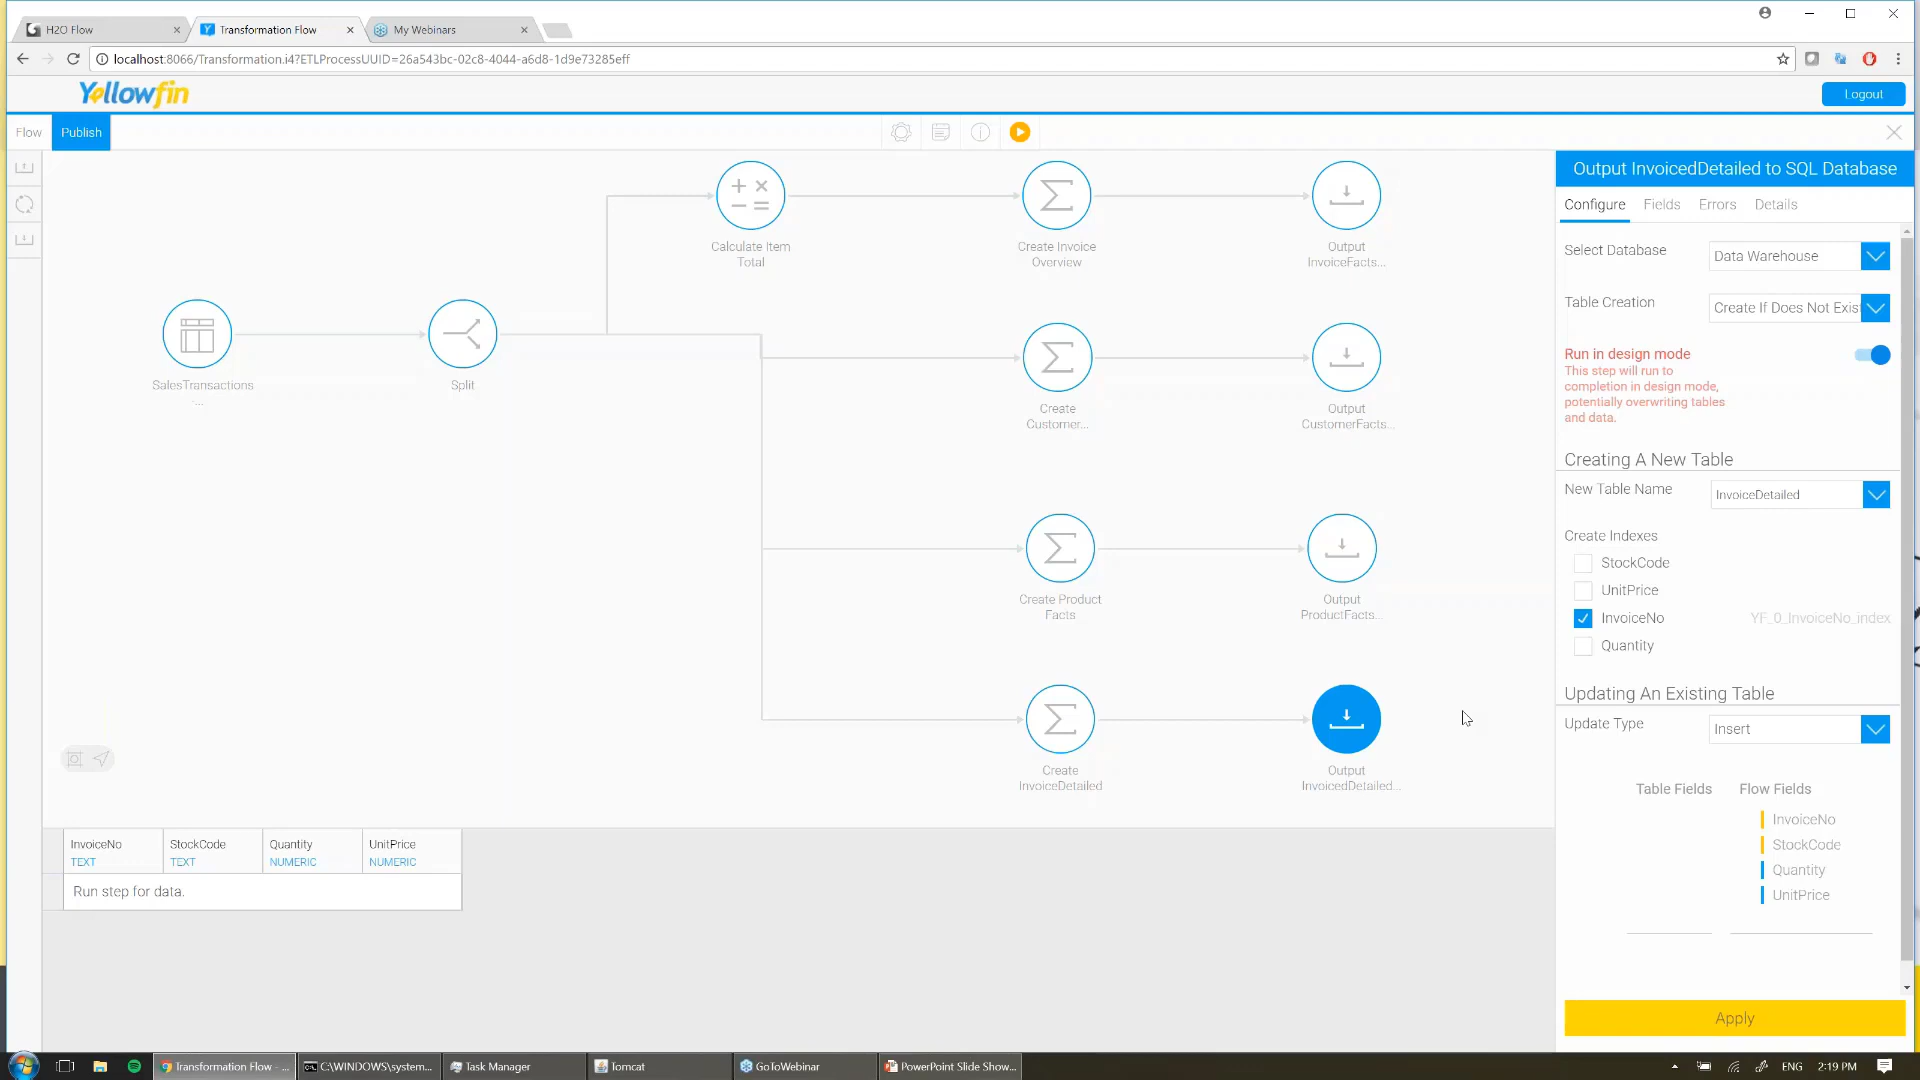 H2O Flow
Transformation Flow
My Webinars
localhost:8066/Transformation.i4?ETLProcessUUID=26a543bc-02c8-4044-a6d8-1d9e73285eff
Yellowfin
Logout
Flow
Publish
Calculate Item
Total
Create Invoice
Overview
Output
InvoiceFacts...
SalesTransactions
-...
Split
Create
Customer...
Output
CustomerFacts...
Create Product
Facts
Output
ProductFacts...
Create
InvoiceDetailed
Output
InvoicedDetailed...
Output InvoicedDetailed to SQL Database
Configure Fields Errors Details
Select Database Data Warehouse
Table Creation Create If Does Not Exis
Run in design mode
This step will run to
completion in design mode,
potentially overwriting tables
and data.
Creating A New Table
New Table Name InvoiceDetailed
Create Indexes
StockCode
UnitPrice
InvoiceNo YF_0_InvoiceNo_index
Quantity
Updating An Existing Table
Update Type Insert
Table Fields Flow Fields
InvoiceNo
StockCode
Quantity
UnitPrice
Apply
InvoiceNo StockCode Quantity UnitPrice
TEXT TEXT NUMERIC NUMERIC
Run step for data.
Transformation Flow - ...
C:\WINDOWS\system...
Task Manager
Tomcat
GoToWebinar
PowerPoint Slide Show...
ENG
2:19 PM